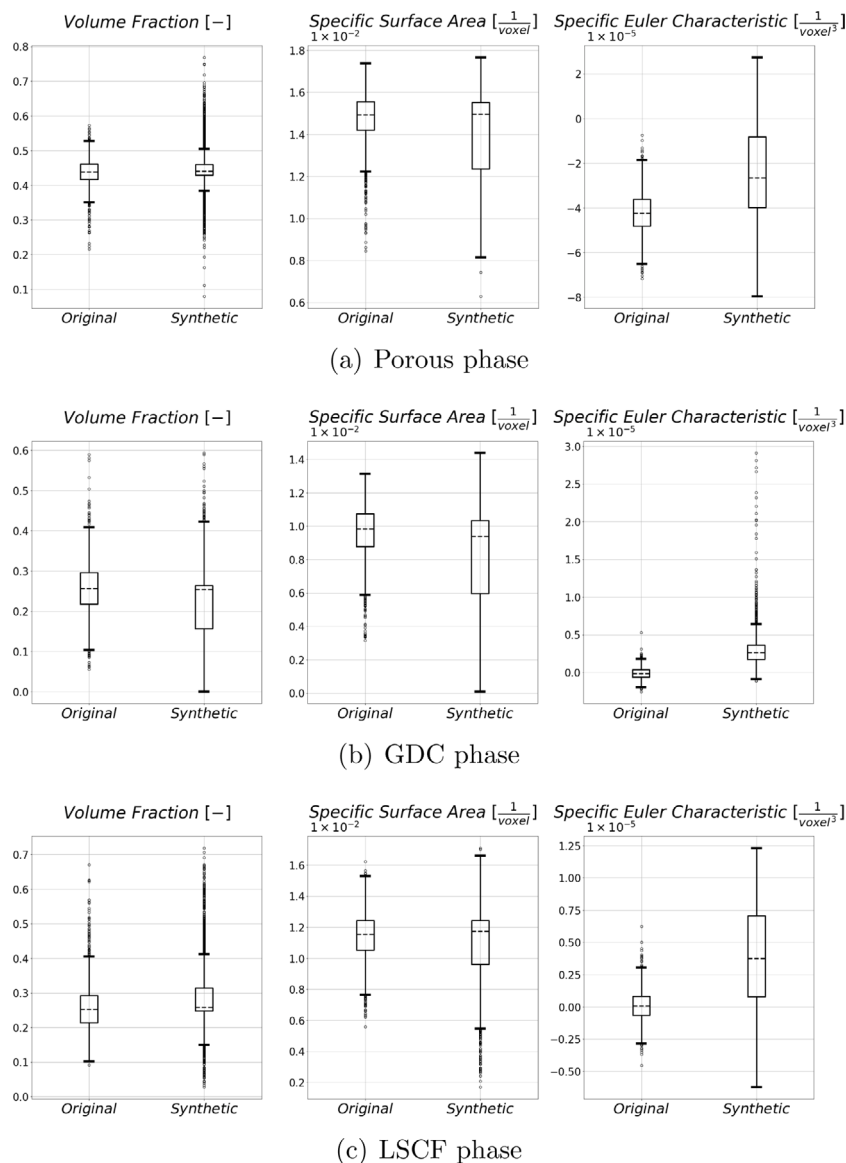 Volume Fraction [−]
Specific Surface Area [1/voxel]
Specific Euler Characteristic [1/voxel³]
1 × 10⁻²
1 × 10⁻⁵
0.8
0.7
0.6
0.5
0.4
0.3
0.2
0.1
1.8
1.6
1.4
1.2
1.0
0.8
0.6
2
0
−2
−4
−6
−8
Original Synthetic
Original Synthetic
Original Synthetic
(a) Porous phase
Volume Fraction [−]
Specific Surface Area [1/voxel]
Specific Euler Characteristic [1/voxel³]
1 × 10⁻²
1 × 10⁻⁵
0.6
0.5
0.4
0.3
0.2
0.1
0.0
1.4
1.2
1.0
0.8
0.6
0.4
0.2
0.0
3.0
2.5
2.0
1.5
1.0
0.5
0.0
Original Synthetic
Original Synthetic
Original Synthetic
(b) GDC phase
Volume Fraction [−]
Specific Surface Area [1/voxel]
Specific Euler Characteristic [1/voxel³]
1 × 10⁻²
1 × 10⁻⁵
0.7
0.6
0.5
0.4
0.3
0.2
0.1
0.0
1.6
1.4
1.2
1.0
0.8
0.6
0.4
0.2
1.25
1.00
0.75
0.50
0.25
0.00
−0.25
−0.50
Original Synthetic
Original Synthetic
Original Synthetic
(c) LSCF phase